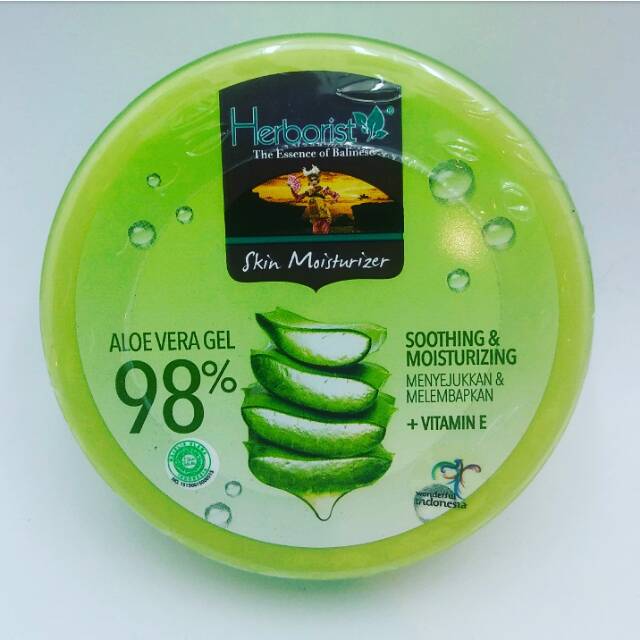 Herborist®
The Essence of Balinese
Skin Moisturizer
ALOE VERA GEL
98%
SOOTHING &
MOISTURIZING
MENYEJUKKAN &
MELEMBAPKAN
+ VITAMIN E
wonderful
indonesia